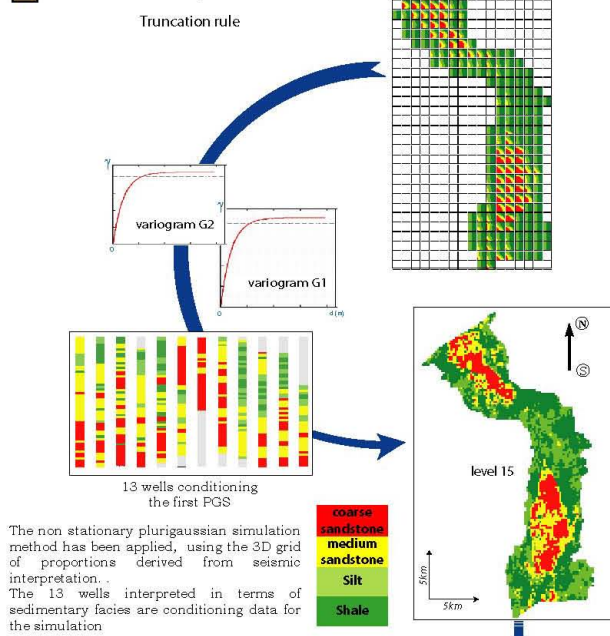 Truncation rule
γ
variogram G2
0
γ
variogram G1
0
d (m)
13 wells conditioning
the first PGS
The non stationary plurigaussian simulation
method has been applied, using the 3D grid
of proportions derived from seismic
interpretation. .
The 13 wells interpreted in terms of
sedimentary facies are conditioning data for
the simulation
coarse
sandstone
medium
sandstone
Silt
Shale
N
S
level 15
5km
5km